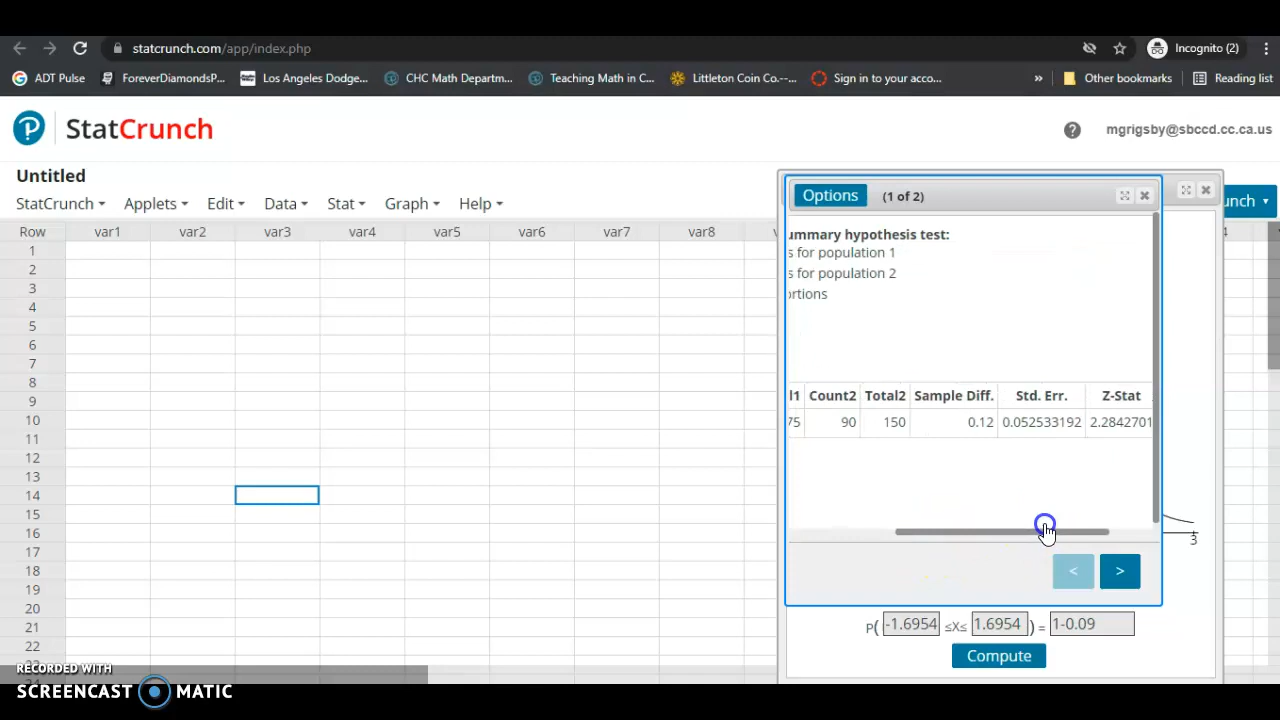 statcrunch.com/app/index.php
Incognito (2)
ADT Pulse
ForeverDiamondsP...
Los Angeles Dodge...
CHC Math Departm...
Teaching Math in C...
Littleton Coin Co.--...
Sign in to your acco...
»
Other bookmarks
Reading list
P
StatCrunch
?
mgrigsby@sbccd.cc.ca.us
Untitled
StatCrunch Applets Edit Data Stat Graph Help
Options (1 of 2)
unch
Row var1 var2 var3 var4 var5 var6 var7 var8
1
2
3
4
5
6
7
8
9
10
11
12
13
14
15
16
17
18
19
20
21
22
ummary hypothesis test:
s for population 1
s for population 2
ortions
l1 Count2 Total2 Sample Diff. Std. Err. Z-Stat
75 90 150 0.12 0.052533192 2.2842701
3
< >
P( -1.6954 ≤X≤ 1.6954 ) = 1-0.09
Compute
RECORDED WITH
SCREENCAST MATIC